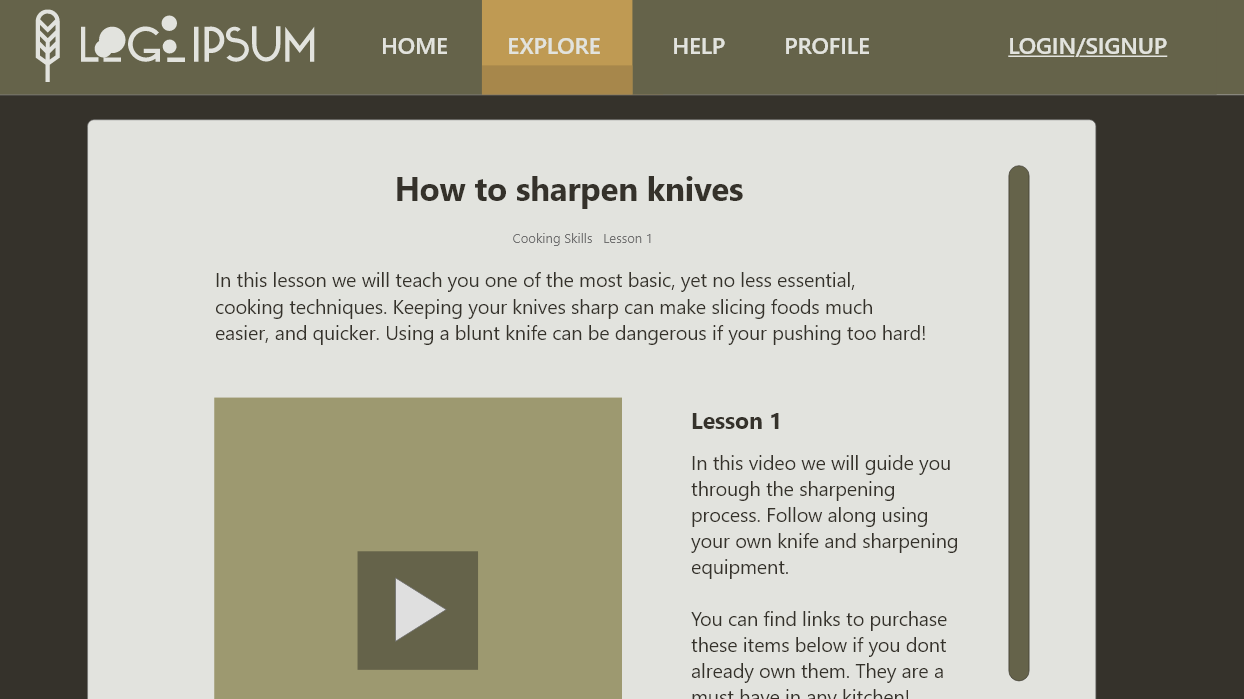 LOGO IPSUM
HOME
EXPLORE
HELP
PROFILE
LOGIN/SIGNUP
How to sharpen knives
Cooking Skills Lesson 1
In this lesson we will teach you one of the most basic, yet no less essential,
cooking techniques. Keeping your knives sharp can make slicing foods much
easier, and quicker. Using a blunt knife can be dangerous if your pushing too hard!
Lesson 1
In this video we will guide you
through the sharpening
process. Follow along using
your own knife and sharpening
equipment.
You can find links to purchase
these items below if you dont
already own them. They are a
must have in any kitchen!